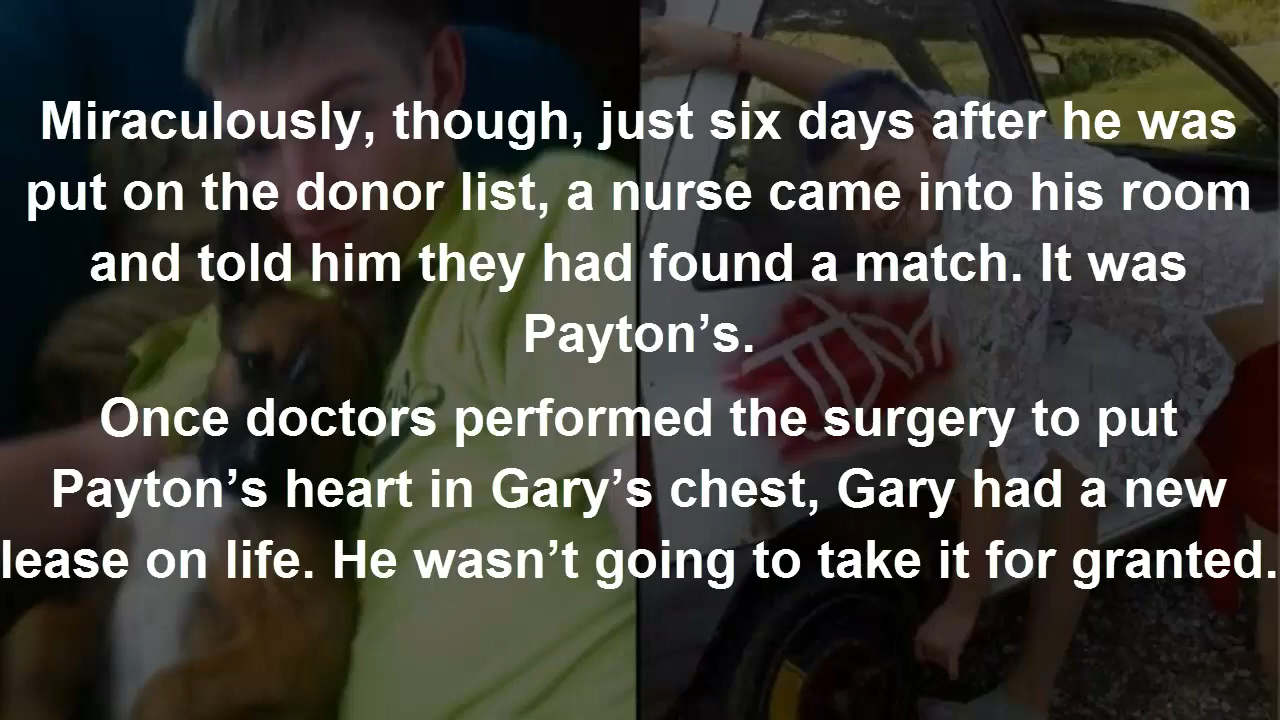 Miraculously, though, just six days after he was
put on the donor list, a nurse came into his room
and told him they had found a match. It was
Payton’s.
Once doctors performed the surgery to put
Payton’s heart in Gary’s chest, Gary had a new
lease on life. He wasn’t going to take it for granted.